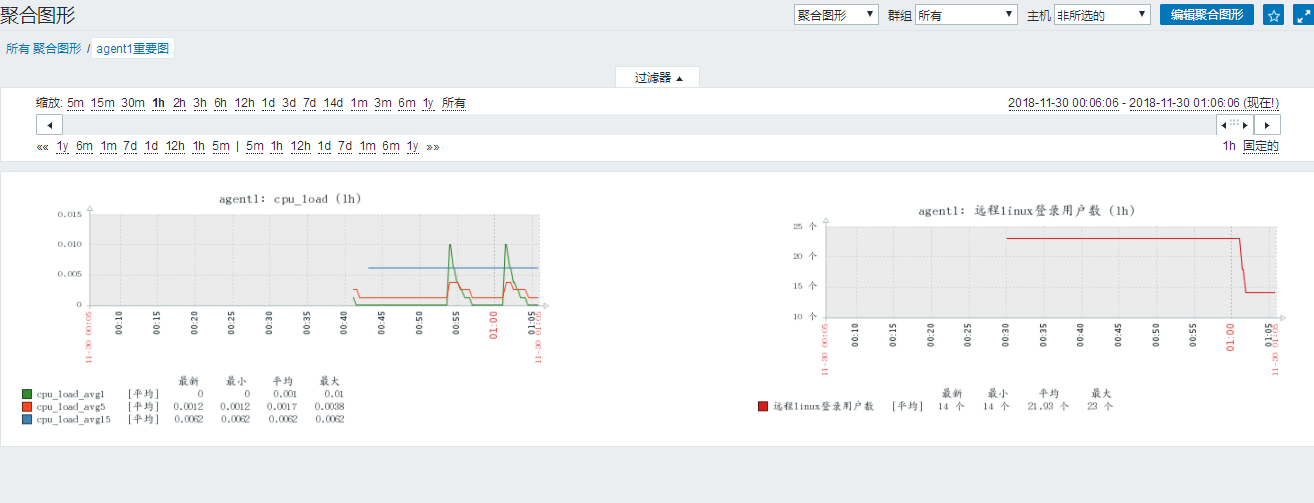 聚合图形 聚合图形 群组 所有 主机 非所选的 编辑聚合图形
所有 聚合图形 / agent1重要图
过滤器
缩放: 5m 15m 30m 1h 2h 3h 6h 12h 1d 3d 7d 14d 1m 3m 6m 1y 所有 2018-11-30 00:06:06 - 2018-11-30 01:06:06 (现在!)
«« 1y 6m 1m 7d 1d 12h 1h 5m | 5m 1h 12h 1d 7d 1m 6m 1y »» 1h 固定的
agent1: cpu_load (1h)
0.015
0.010
0.005
0
11-30 00:05 00:10 00:15 00:20 00:25 00:30 00:35 00:40 00:45 00:50 00:55 01:00 01:05 11-30 01:05
最新 最小 平均 最大
cpu_load_avg1 [平均] 0 0 0.001 0.01
cpu_load_avg5 [平均] 0.0012 0.0012 0.0017 0.0038
cpu_load_avg15 [平均] 0.0062 0.0062 0.0062 0.0062
agent1: 远程linux登录用户数 (1h)
25 个
20 个
15 个
10 个
11-30 00:05 00:10 00:15 00:20 00:25 00:30 00:35 00:40 00:45 00:50 00:55 01:00 01:05 11-30 01:05
最新 最小 平均 最大
远程linux登录用户数 [平均] 14 个 14 个 21.93 个 23 个